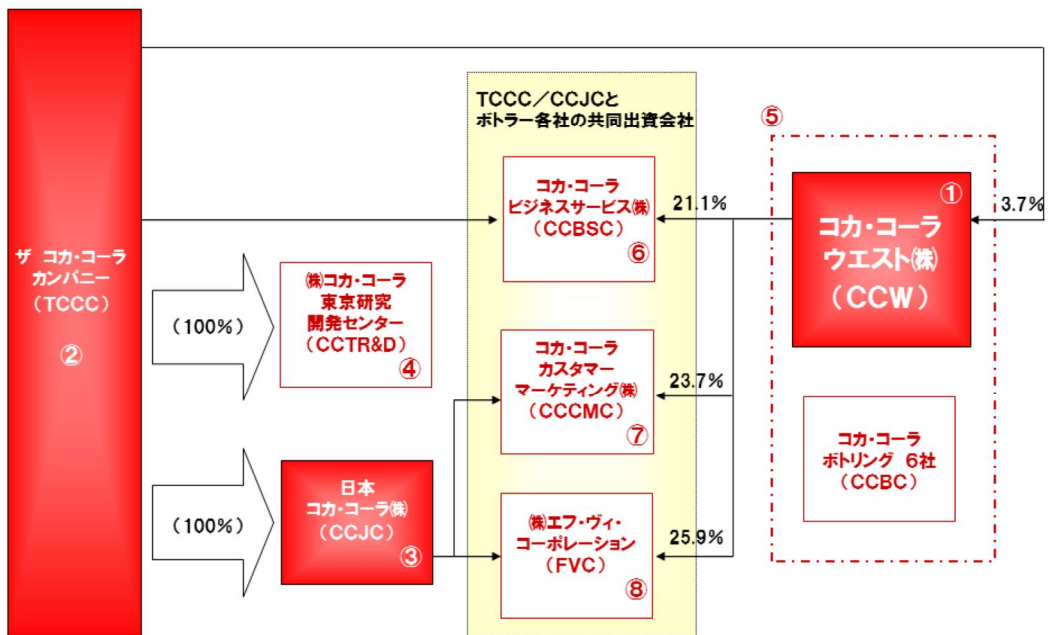 ザ コカ・コーラ
カンパニー
（TCCC）
②
（100%）
㈱コカ・コーラ
東京研究
開発センター
（CCTR&D）
④
（100%）
日本
コカ・コーラ㈱
（CCJC）
③
TCCC／CCJCと
ボトラー各社の共同出資会社
コカ・コーラ
ビジネスサービス㈱
（CCBSC）
⑥
コカ・コーラ
カスタマー
マーケティング㈱
（CCCMC）
⑦
㈱エフ・ヴィ・
コーポレーション
（FVC）
⑧
21.1%
23.7%
25.9%
⑤
①
コカ・コーラ
ウエスト㈱
（CCW）
3.7%
コカ・コーラ
ボトリング 6社
（CCBC）